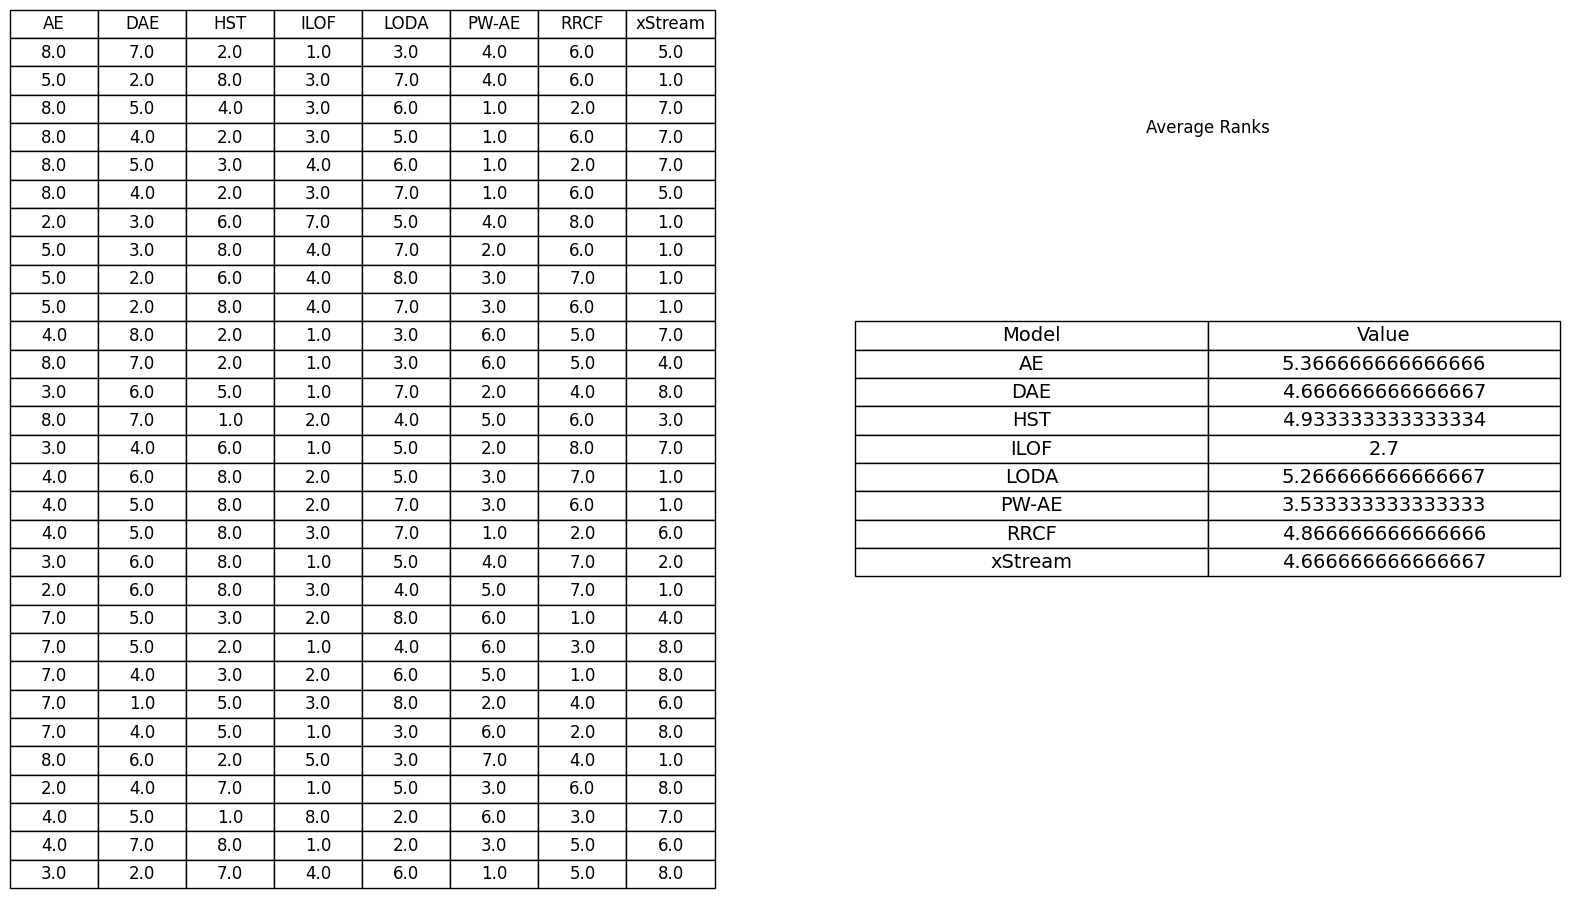 AE DAE HST ILOF LODA PW-AE RRCF xStream
8.0 7.0 2.0 1.0 3.0 4.0 6.0 5.0
5.0 2.0 8.0 3.0 7.0 4.0 6.0 1.0
8.0 5.0 4.0 3.0 6.0 1.0 2.0 7.0
8.0 4.0 2.0 3.0 5.0 1.0 6.0 7.0
8.0 5.0 3.0 4.0 6.0 1.0 2.0 7.0
8.0 4.0 2.0 3.0 7.0 1.0 6.0 5.0
2.0 3.0 6.0 7.0 5.0 4.0 8.0 1.0
5.0 3.0 8.0 4.0 7.0 2.0 6.0 1.0
5.0 2.0 6.0 4.0 8.0 3.0 7.0 1.0
5.0 2.0 8.0 4.0 7.0 3.0 6.0 1.0
4.0 8.0 2.0 1.0 3.0 6.0 5.0 7.0
8.0 7.0 2.0 1.0 3.0 6.0 5.0 4.0
3.0 6.0 5.0 1.0 7.0 2.0 4.0 8.0
8.0 7.0 1.0 2.0 4.0 5.0 6.0 3.0
3.0 4.0 6.0 1.0 5.0 2.0 8.0 7.0
4.0 6.0 8.0 2.0 5.0 3.0 7.0 1.0
4.0 5.0 8.0 2.0 7.0 3.0 6.0 1.0
4.0 5.0 8.0 3.0 7.0 1.0 2.0 6.0
3.0 6.0 8.0 1.0 5.0 4.0 7.0 2.0
2.0 6.0 8.0 3.0 4.0 5.0 7.0 1.0
7.0 5.0 3.0 2.0 8.0 6.0 1.0 4.0
7.0 5.0 2.0 1.0 4.0 6.0 3.0 8.0
7.0 4.0 3.0 2.0 6.0 5.0 1.0 8.0
7.0 1.0 5.0 3.0 8.0 2.0 4.0 6.0
7.0 4.0 5.0 1.0 3.0 6.0 2.0 8.0
8.0 6.0 2.0 5.0 3.0 7.0 4.0 1.0
2.0 4.0 7.0 1.0 5.0 3.0 6.0 8.0
4.0 5.0 1.0 8.0 2.0 6.0 3.0 7.0
4.0 7.0 8.0 1.0 2.0 3.0 5.0 6.0
3.0 2.0 7.0 4.0 6.0 1.0 5.0 8.0
Average Ranks
Model Value
AE 5.366666666666666
DAE 4.666666666666667
HST 4.933333333333334
ILOF 2.7
LODA 5.266666666666667
PW-AE 3.533333333333333
RRCF 4.866666666666666
xStream 4.666666666666667